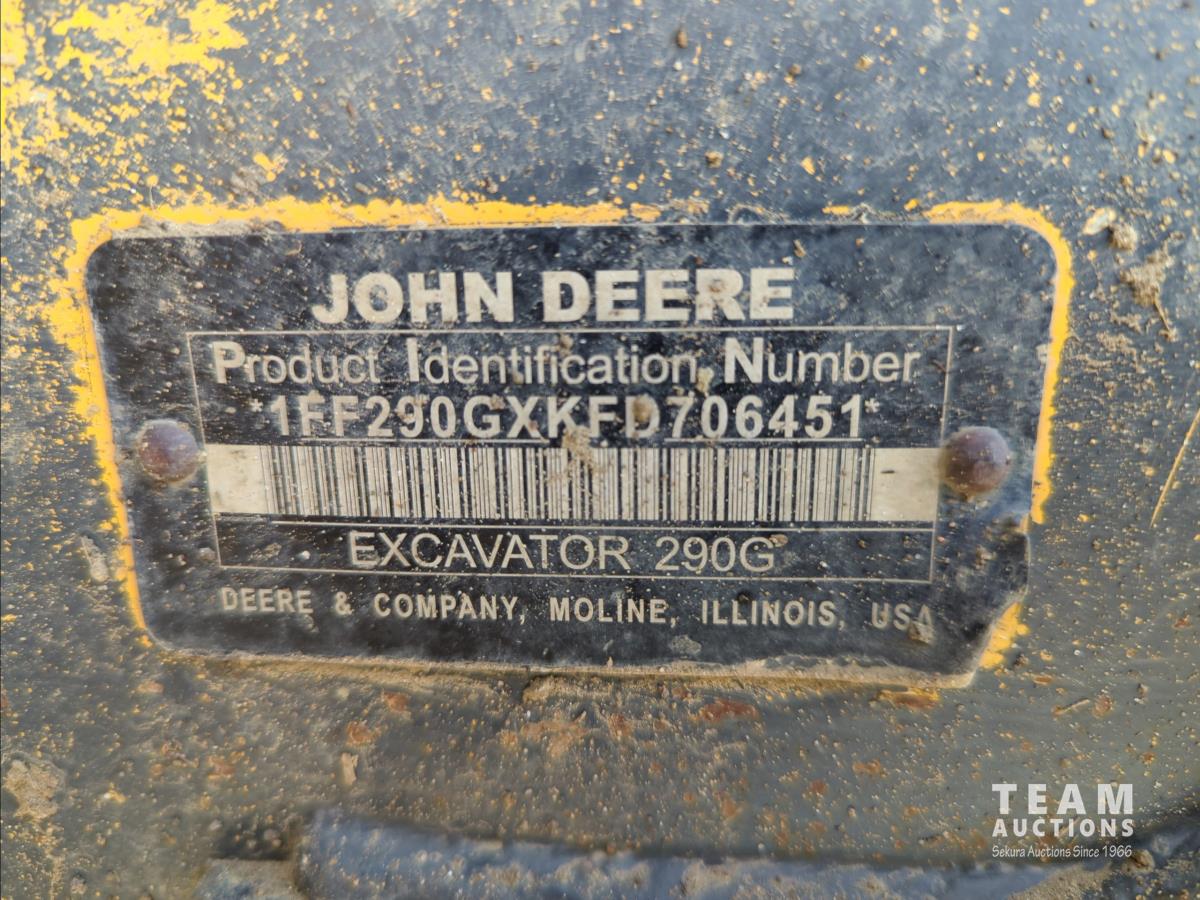 JOHN DEERE
Product Identification Number
*1FF290GXKFD706451*
EXCAVATOR 290G
DEERE & COMPANY, MOLINE, ILLINOIS, USA
TEAM
AUCTIONS
Sekura Auctions Since 1966